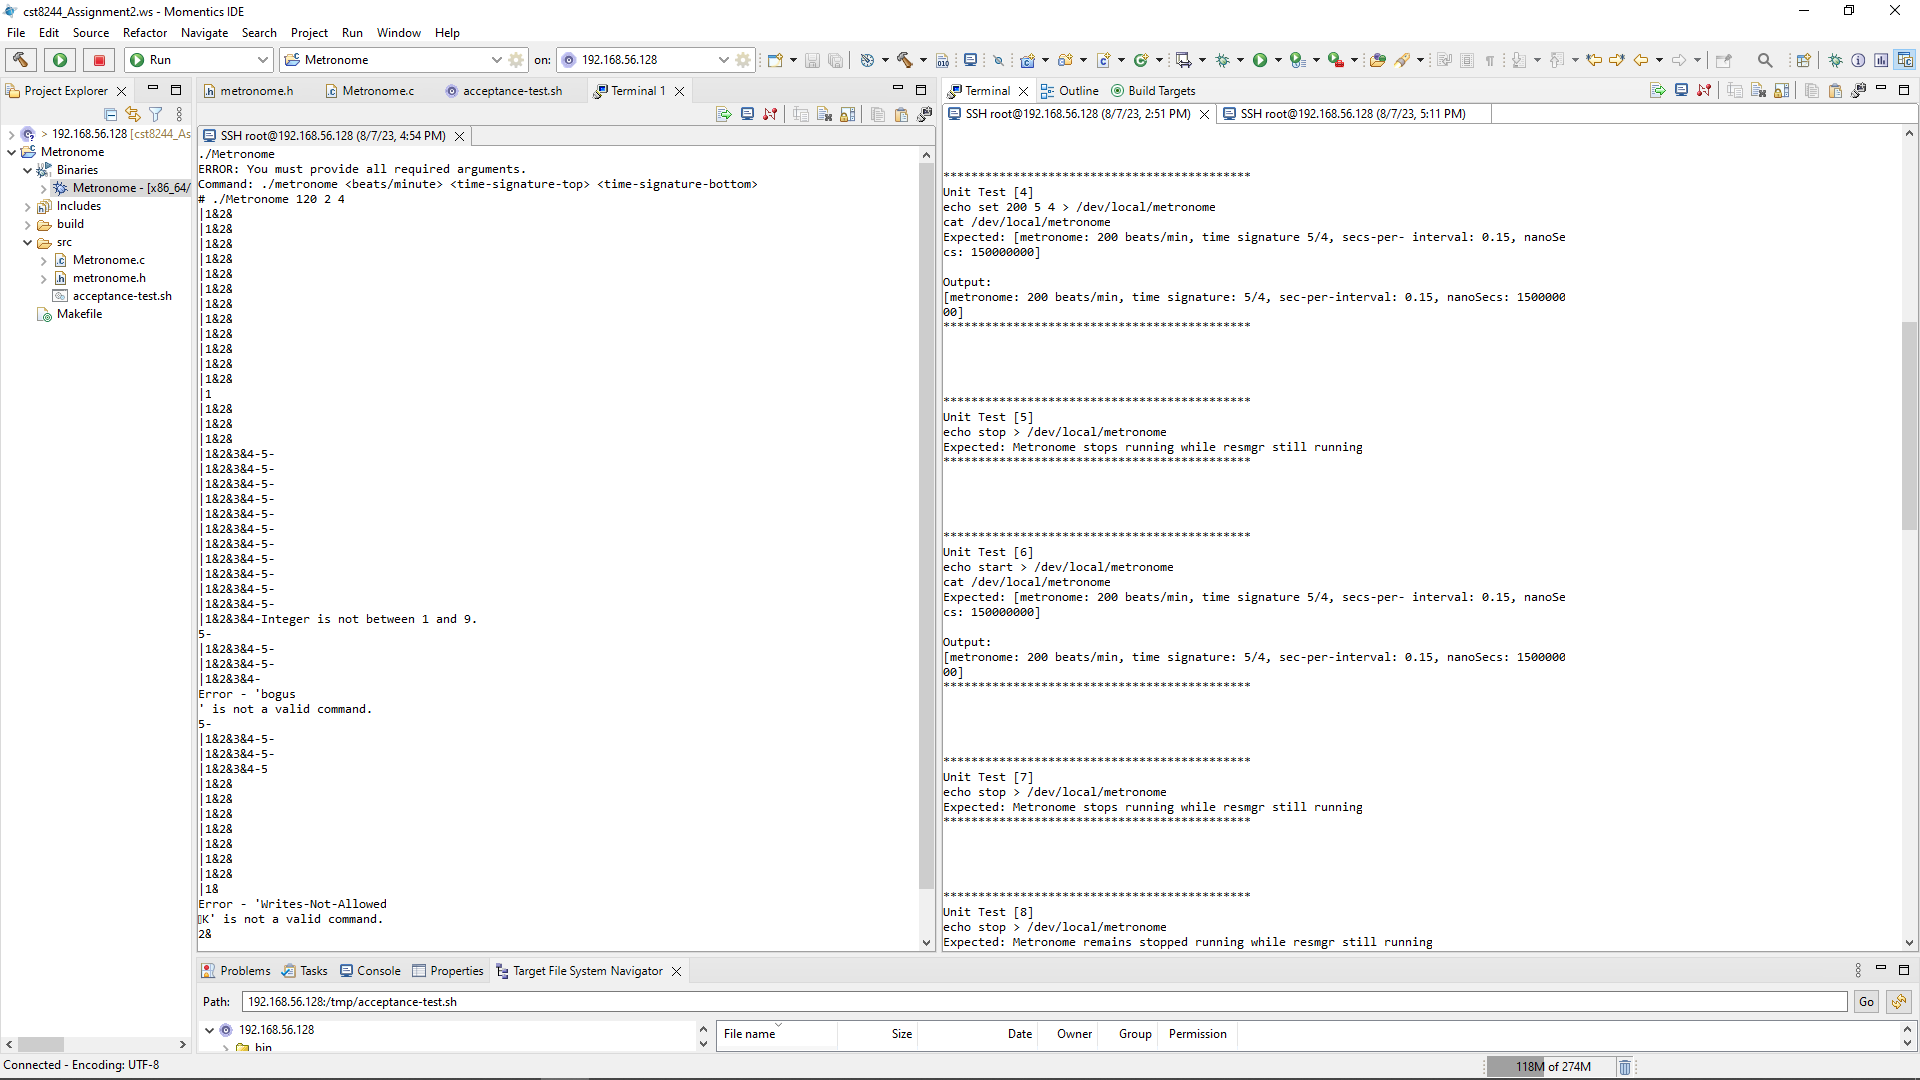 cst8244_Assignment2.ws - Momentics IDE
File Edit Source Refactor Navigate Search Project Run Window Help
Run Metronome on: 192.168.56.128
Project Explorer
192.168.56.128 [cst8244_As
Metronome
Binaries
Metronome - [x86_64/
Includes
build
src
Metronome.c
metronome.h
acceptance-test.sh
Makefile
metronome.h Metronome.c acceptance-test.sh Terminal 1
SSH root@192.168.56.128 (8/7/23, 4:54 PM)
./Metronome
ERROR: You must provide all required arguments.
Command: ./metronome <beats/minute> <time-signature-top> <time-signature-bottom>
# ./Metronome 120 2 4
|1&2&
|1&2&
|1&2&
|1&2&
|1&2&
|1&2&
|1&2&
|1&2&
|1&2&
|1&2&
|1&2&
|1&2&
|1
|1&2&
|1&2&
|1&2&
|1&2&3&4-5-
|1&2&3&4-5-
|1&2&3&4-5-
|1&2&3&4-5-
|1&2&3&4-5-
|1&2&3&4-5-
|1&2&3&4-5-
|1&2&3&4-5-
|1&2&3&4-5-
|1&2&3&4-5-
|1&2&3&4-5-
|1&2&3&4-Integer is not between 1 and 9.
5-
|1&2&3&4-5-
|1&2&3&4-5-
|1&2&3&4-
Error - 'bogus
' is not a valid command.
5-
|1&2&3&4-5-
|1&2&3&4-5-
|1&2&3&4-5
|1&2&
|1&2&
|1&2&
|1&2&
|1&2&
|1&2&
|1&2&
|1&
Error - 'Writes-Not-Allowed
K' is not a valid command.
2&
Terminal Outline Build Targets
SSH root@192.168.56.128 (8/7/23, 2:51 PM) SSH root@192.168.56.128 (8/7/23, 5:11 PM)
********************************************
Unit Test [4]
echo set 200 5 4 > /dev/local/metronome
cat /dev/local/metronome
Expected: [metronome: 200 beats/min, time signature 5/4, secs-per- interval: 0.15, nanoSe
cs: 150000000]
Output:
[metronome: 200 beats/min, time signature: 5/4, sec-per-interval: 0.15, nanoSecs: 1500000
00]
********************************************
********************************************
Unit Test [5]
echo stop > /dev/local/metronome
Expected: Metronome stops running while resmgr still running
********************************************
********************************************
Unit Test [6]
echo start > /dev/local/metronome
cat /dev/local/metronome
Expected: [metronome: 200 beats/min, time signature 5/4, secs-per- interval: 0.15, nanoSe
cs: 150000000]
Output:
[metronome: 200 beats/min, time signature: 5/4, sec-per-interval: 0.15, nanoSecs: 1500000
00]
********************************************
********************************************
Unit Test [7]
echo stop > /dev/local/metronome
Expected: Metronome stops running while resmgr still running
********************************************
********************************************
Unit Test [8]
echo stop > /dev/local/metronome
Expected: Metronome remains stopped running while resmgr still running
Problems Tasks Console Properties Target File System Navigator
Path: 192.168.56.128:/tmp/acceptance-test.sh Go
192.168.56.128
bin
File name Size Date Owner Group Permission
Connected - Encoding: UTF-8
118M of 274M